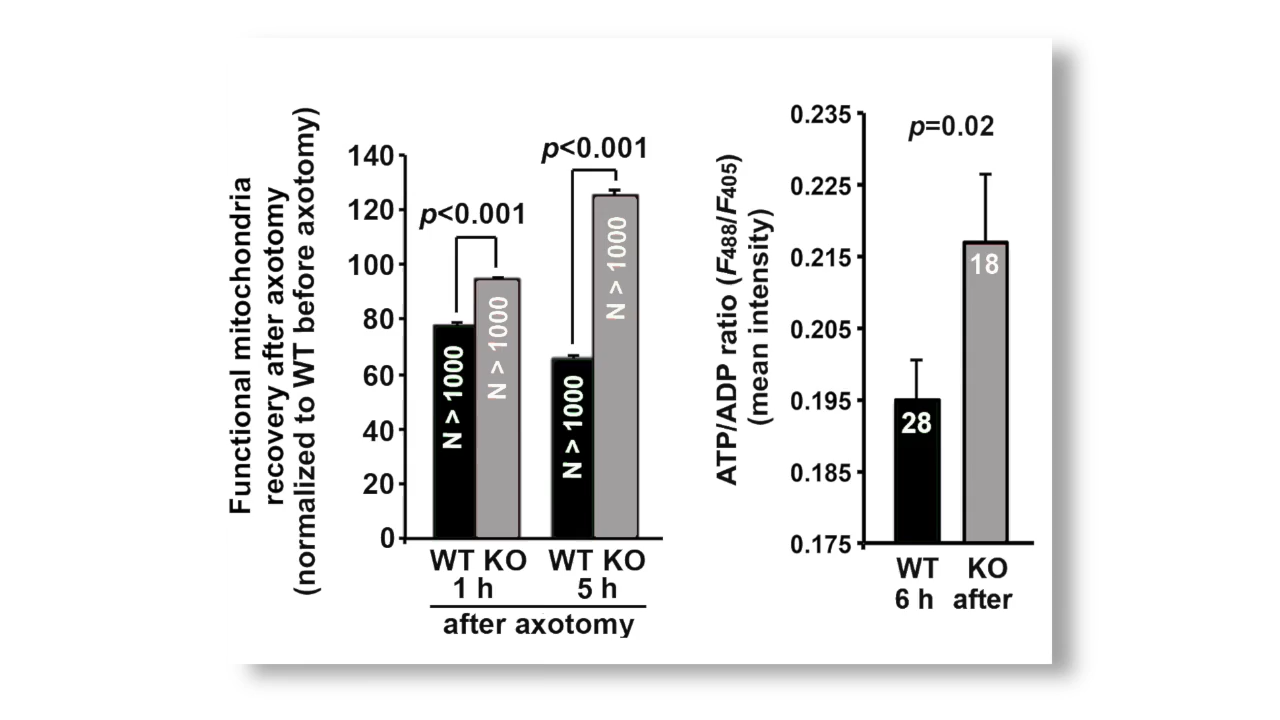 Functional mitochondria
recovery after axotomy
(normalized to WT before axotomy)
140
120
100
80
60
40
20
0
p<0.001
p<0.001
N > 1000
N > 1000
N > 1000
N > 1000
WT KO WT KO
1 h 5 h
after axotomy
ATP/ADP ratio (F488/F405)
(mean intensity)
0.235
0.225
0.215
0.205
0.195
0.185
0.175
p=0.02
28
18
WT KO
6 h after